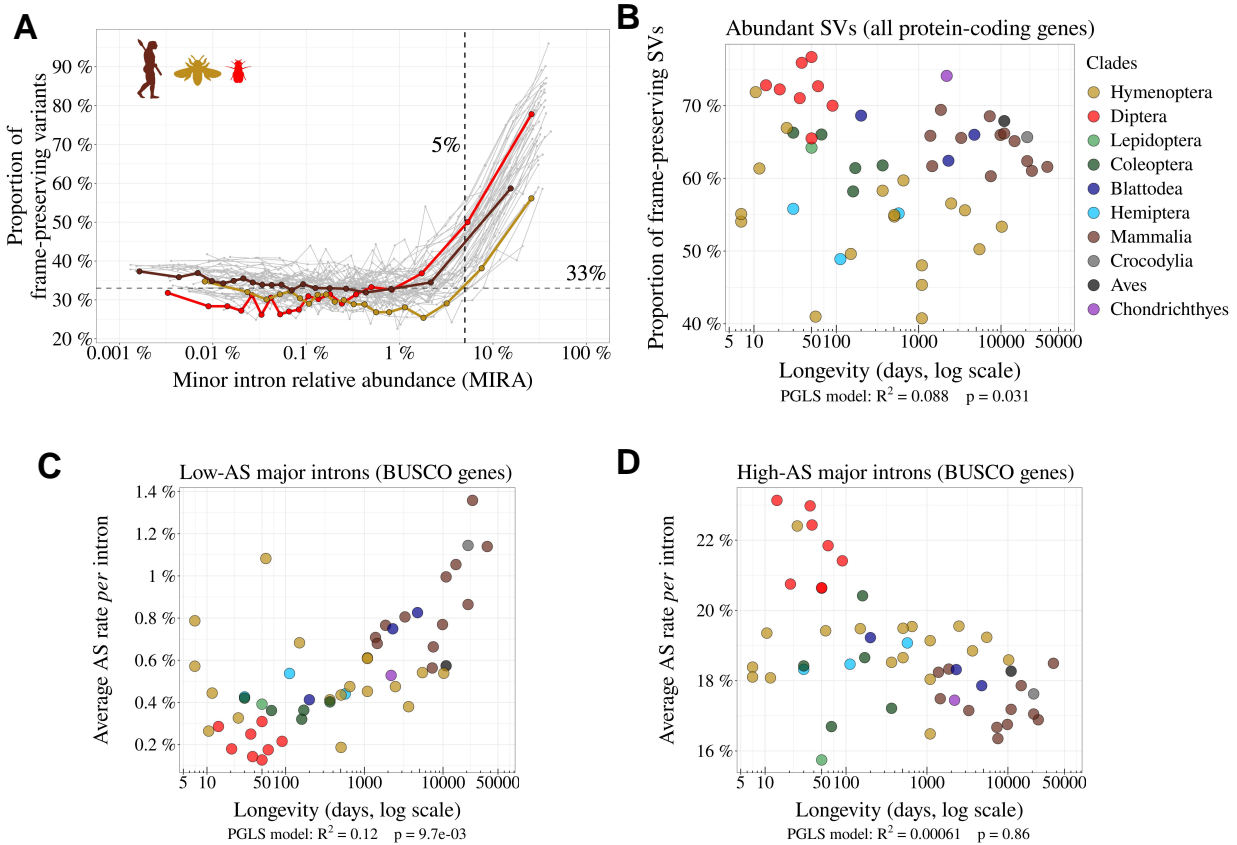 A
Proportion of
frame-preserving variants
90 %
80 %
70 %
60 %
50 %
40 %
30 %
20 %
5%
33%
0.001 %
0.01 %
0.1 %
1 %
10 %
100 %
Minor intron relative abundance (MIRA)
B
Abundant SVs (all protein-coding genes)
Proportion of frame-preserving SVs
70 %
60 %
50 %
40 %
5
10
50
100
1000
10000
50000
Longevity (days, log scale)
PGLS model: R² = 0.088 p = 0.031
Clades
Hymenoptera
Diptera
Lepidoptera
Coleoptera
Blattodea
Hemiptera
Mammalia
Crocodylia
Aves
Chondrichthyes
C
Low-AS major introns (BUSCO genes)
Average AS rate per intron
1.4 %
1.2 %
1 %
0.8 %
0.6 %
0.4 %
0.2 %
5
10
50
100
1000
10000
50000
Longevity (days, log scale)
PGLS model: R² = 0.12 p = 9.7e-03
D
High-AS major introns (BUSCO genes)
Average AS rate per intron
22 %
20 %
18 %
16 %
5
10
50
100
1000
10000
50000
Longevity (days, log scale)
PGLS model: R² = 0.00061 p = 0.86